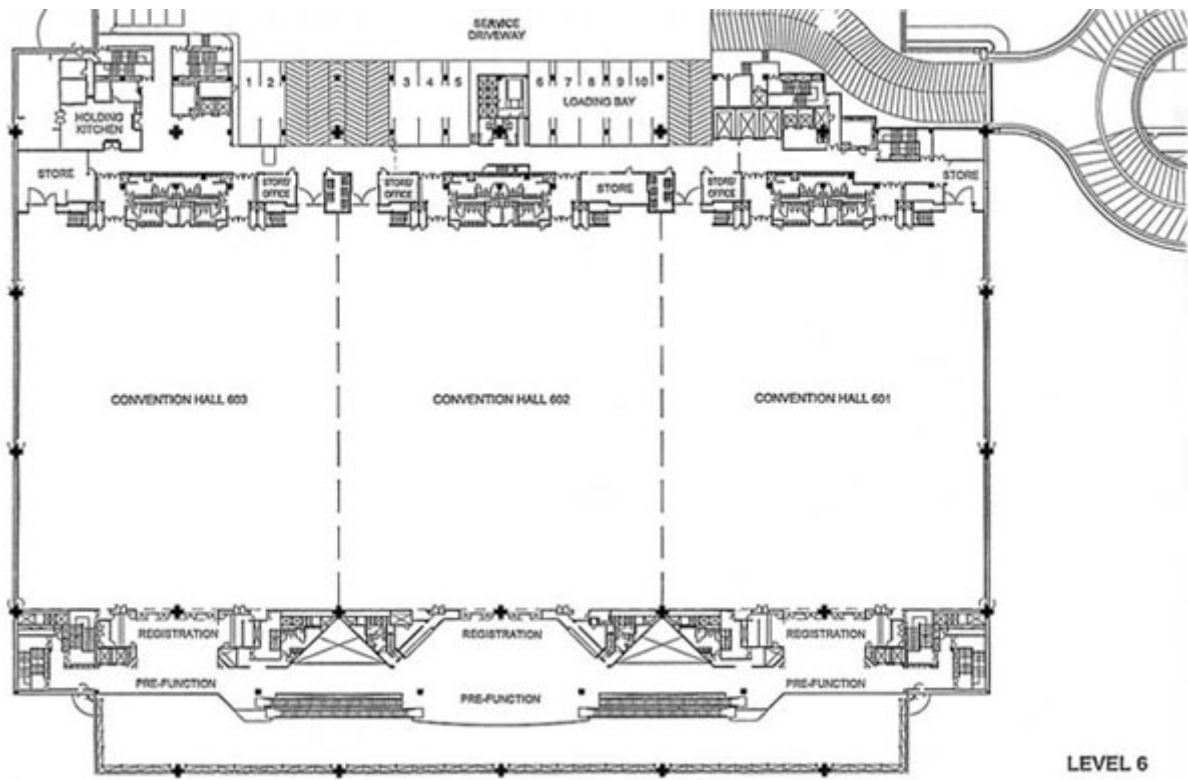 SERVICE
DRIVEWAY
1 2 3 4 5 6 7 8 9 10
LOADING BAY
HOLDING
KITCHEN
STORE
STORE/
OFFICE
STORE/
OFFICE
STORE
STORE/
OFFICE
STORE
CONVENTION HALL 603
CONVENTION HALL 602
CONVENTION HALL 601
REGISTRATION
REGISTRATION
REGISTRATION
PRE-FUNCTION
PRE-FUNCTION
PRE-FUNCTION
LEVEL 6